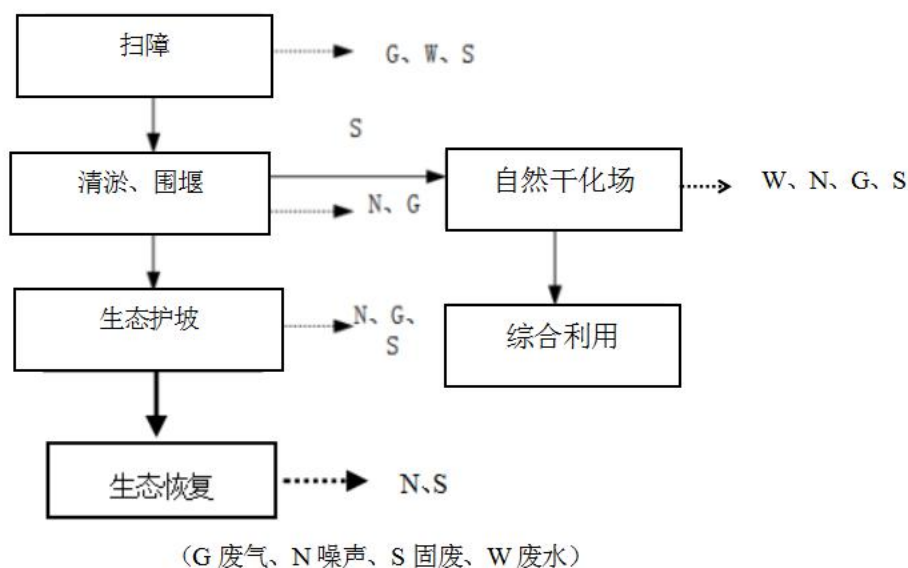 扫障
G、W、S
S
清淤、围堰
自然干化场
W、N、G、S
N、G
生态护坡
N、G、
S
综合利用
生态恢复
N、S
（G 废气、N 噪声、S 固废、W 废水）